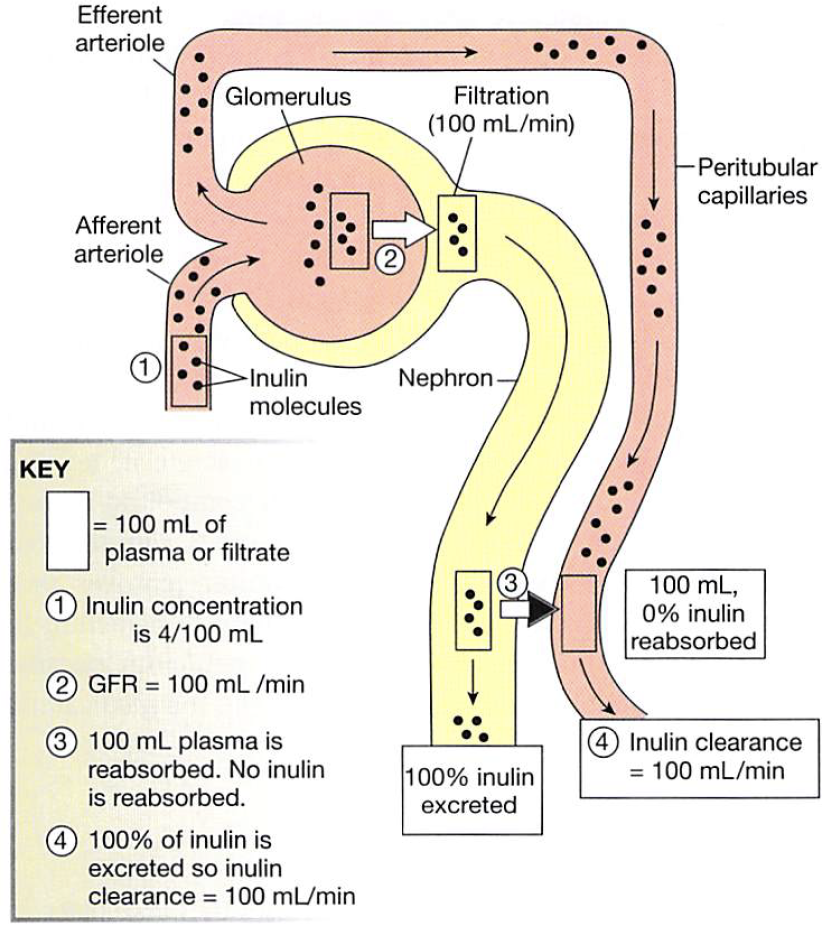 Efferent
arteriole
Glomerulus
Filtration
(100 mL/min)
Peritubular
capillaries
Afferent
arteriole
2
1
Inulin
molecules
Nephron
KEY
= 100 mL of
plasma or filtrate
1 Inulin concentration
is 4/100 mL
2 GFR = 100 mL /min
3 100 mL plasma is
reabsorbed. No inulin
is reabsorbed.
4 100% of inulin is
excreted so inulin
clearance = 100 mL/min
3
100 mL,
0% inulin
reabsorbed
100% inulin
excreted
4 Inulin clearance
= 100 mL/min